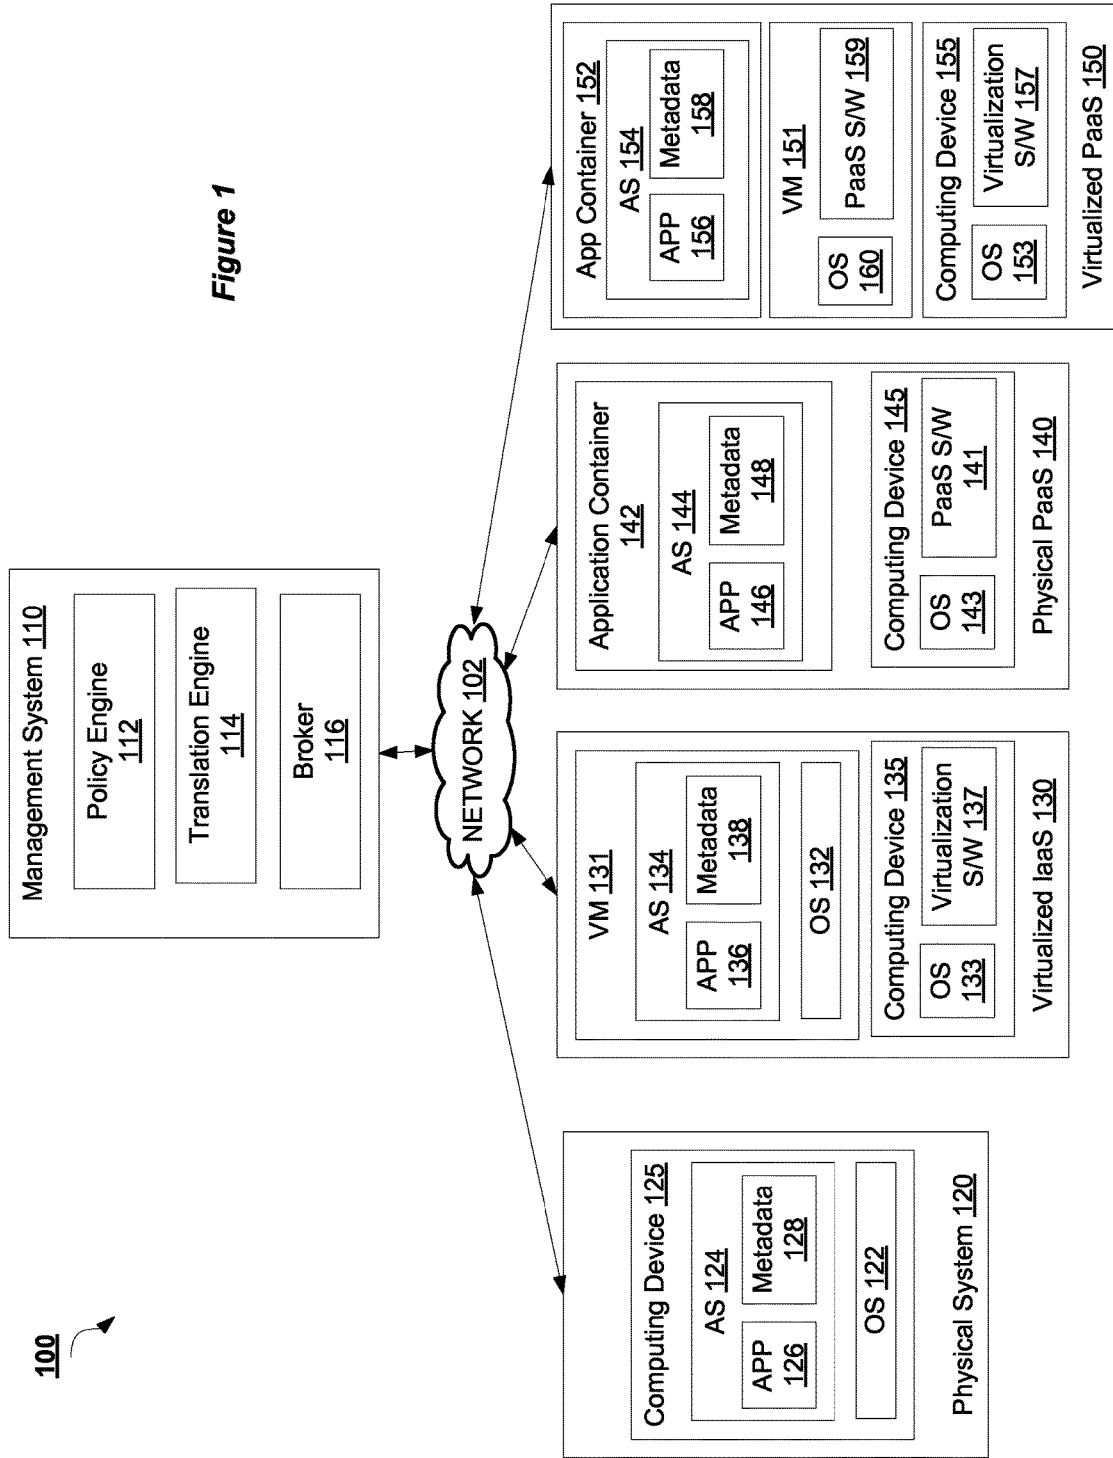 100
Figure 1
Management System 110
Policy Engine
112
Translation Engine
114
Broker
116
NETWORK 102
Computing Device 125
AS 124
APP
126
Metadata
128
OS 122
Physical System 120
VM 131
AS 134
APP
136
Metadata
138
OS 132
Computing Device 135
OS
133
Virtualization
S/W 137
Virtualized IaaS 130
Application Container
142
AS 144
APP
146
Metadata
148
Computing Device 145
OS
143
PaaS S/W
141
Physical PaaS 140
App Container 152
AS 154
APP
156
Metadata
158
VM 151
OS
160
PaaS S/W 159
Computing Device 155
OS
153
Virtualization
S/W 157
Virtualized PaaS 150